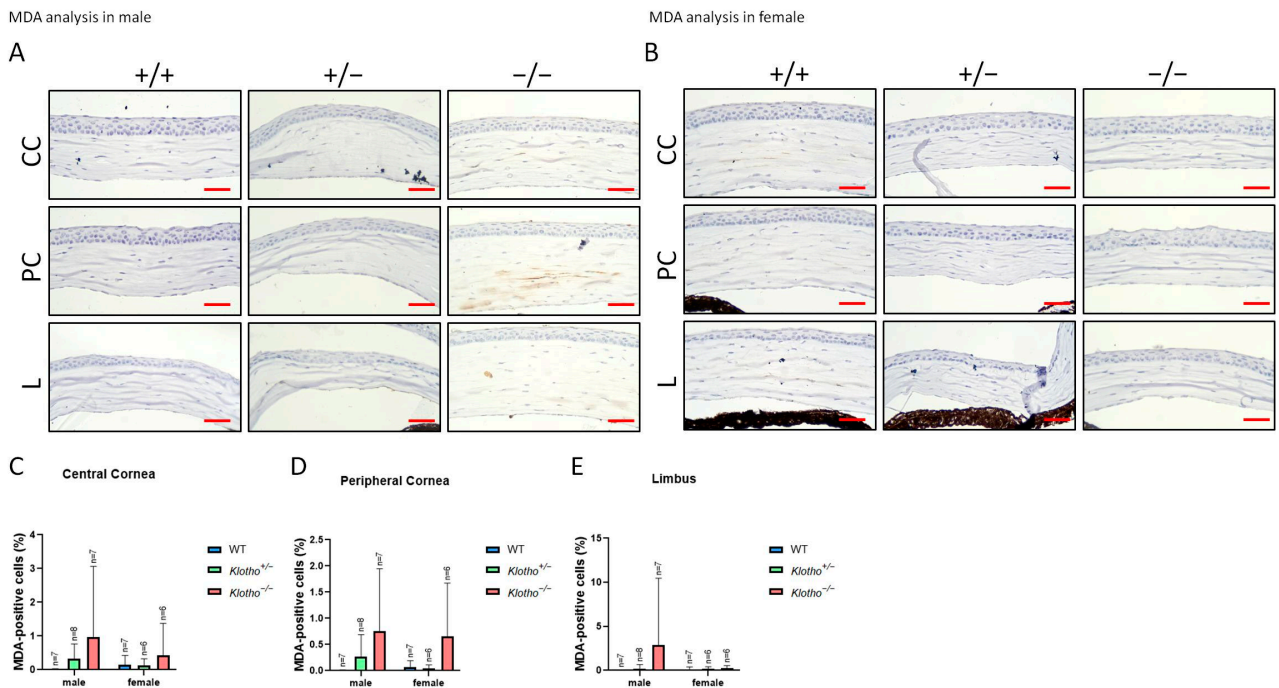 MDA analysis in male
MDA analysis in female
A
+/+
+/−
−/−
CC
PC
L
B
+/+
+/−
−/−
CC
PC
L
C
Central Cornea
MDA-positive cells (%)
4
3
2
1
0
n=7
n=8
n=7
n=7
n=6
n=6
male
female
WT
Klotho+/−
Klotho−/−
D
Peripheral Cornea
MDA-positive cells (%)
2.5
2.0
1.5
1.0
0.5
0.0
n=7
n=8
n=7
n=7
n=6
n=6
male
female
WT
Klotho+/−
Klotho−/−
E
Limbus
MDA-positive cells (%)
15
10
5
0
n=7
n=8
n=7
n=7
n=6
n=6
male
female
WT
Klotho+/−
Klotho−/−